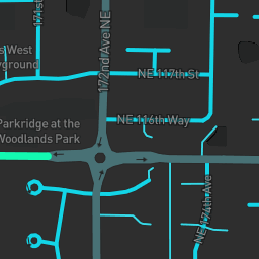 171st
172nd Ave NE
s West
yground
NE 117th St
NE 116th Way
Parkridge at the
Woodlands Park
NE 174th Ave